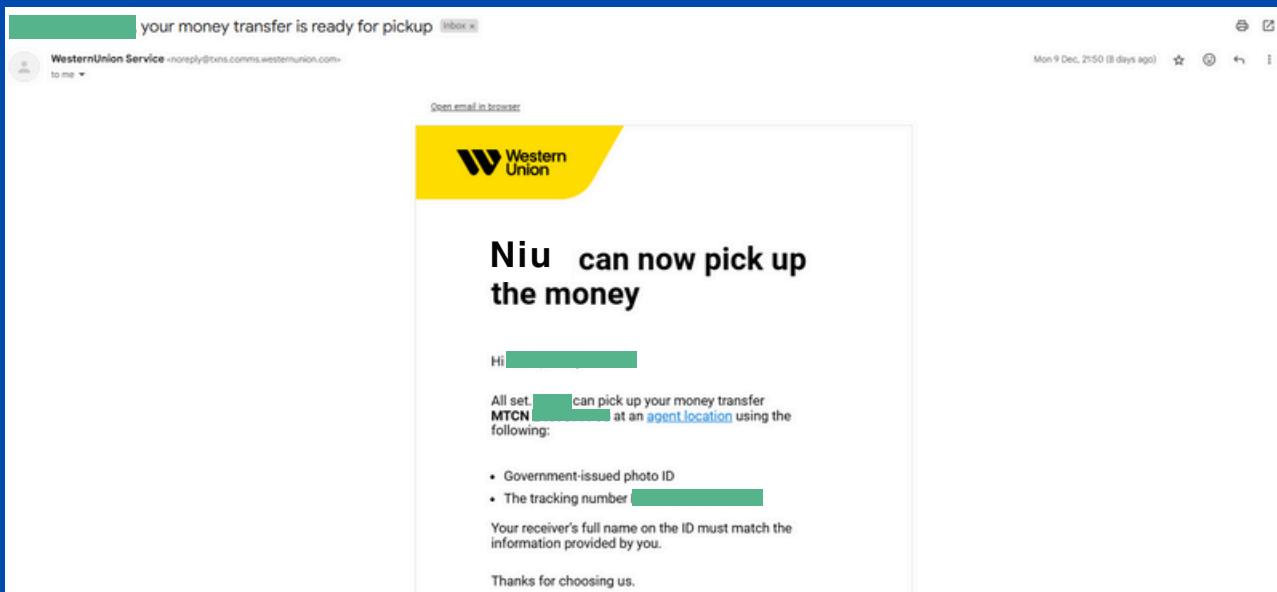 , your money transfer is ready for pickup Inbox x
WesternUnion Service <noreply@txns.comms.westernunion.com>
Mon 9 Dec, 21:50 (8 days ago)
to me
Open email in browser
Western
Union
Niu can now pick up
the money
Hi
All set. can pick up your money transfer
MTCN at an agent location using the
following:
• Government-issued photo ID
• The tracking number
Your receiver's full name on the ID must match the
information provided by you.
Thanks for choosing us.